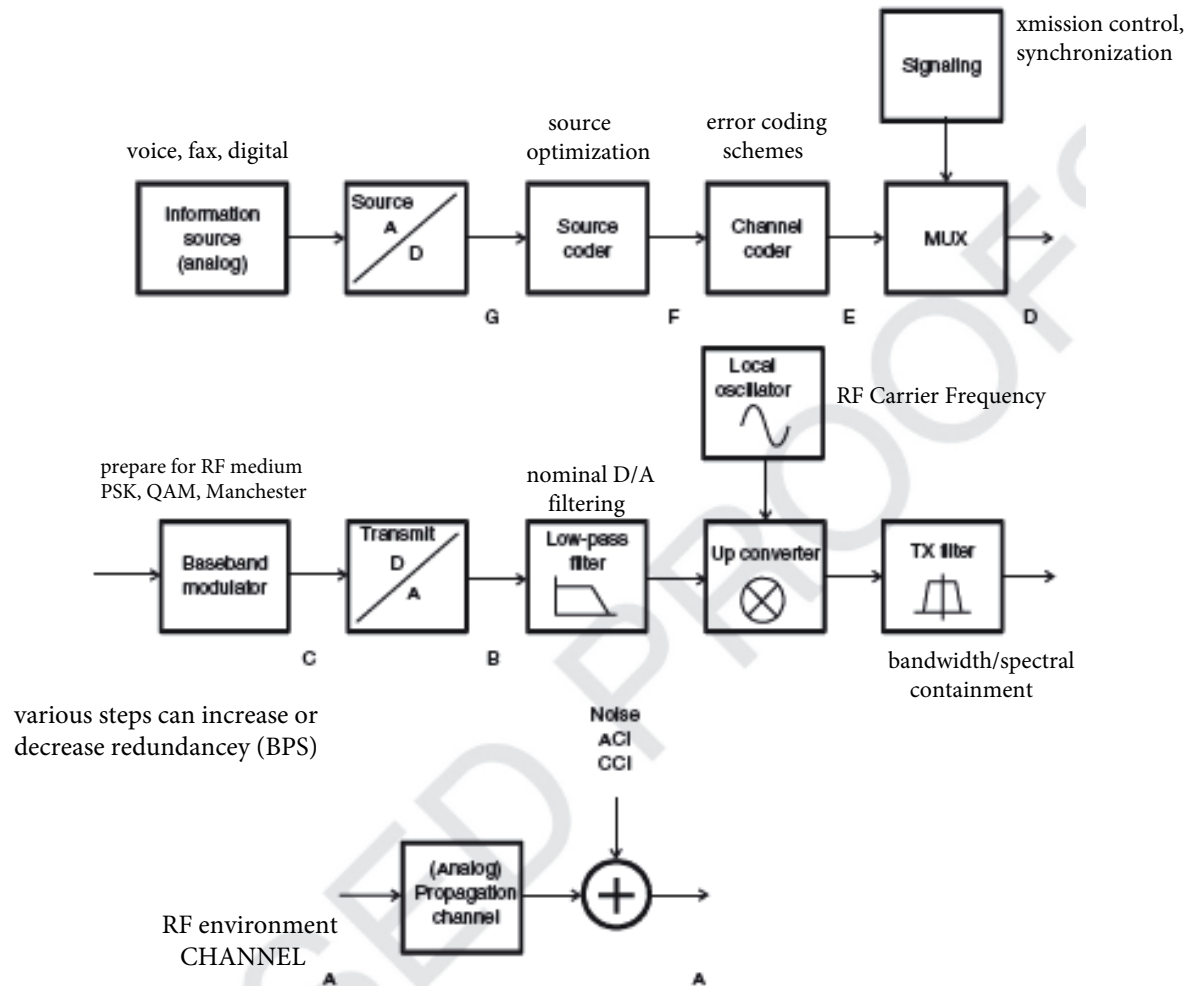 xmission control,
synchronization
Signaling
voice, fax, digital
source
optimization
error coding
schemes
Information
source
(analog)
Source
A
D
Source
coder
Channel
coder
MUX
G
F
E
D
Local
oscillator
RF Carrier Frequency
prepare for RF medium
PSK, QAM, Manchester
nominal D/A
filtering
Baseband
modulator
Transmit
D
A
Low-pass
filter
Up converter
TX filter
C
B
bandwidth/spectral
containment
various steps can increase or
decrease redundancey (BPS)
Noise
ACI
CCI
(Analog)
Propagation
channel
RF environment
CHANNEL
A
A
SED PROOFS